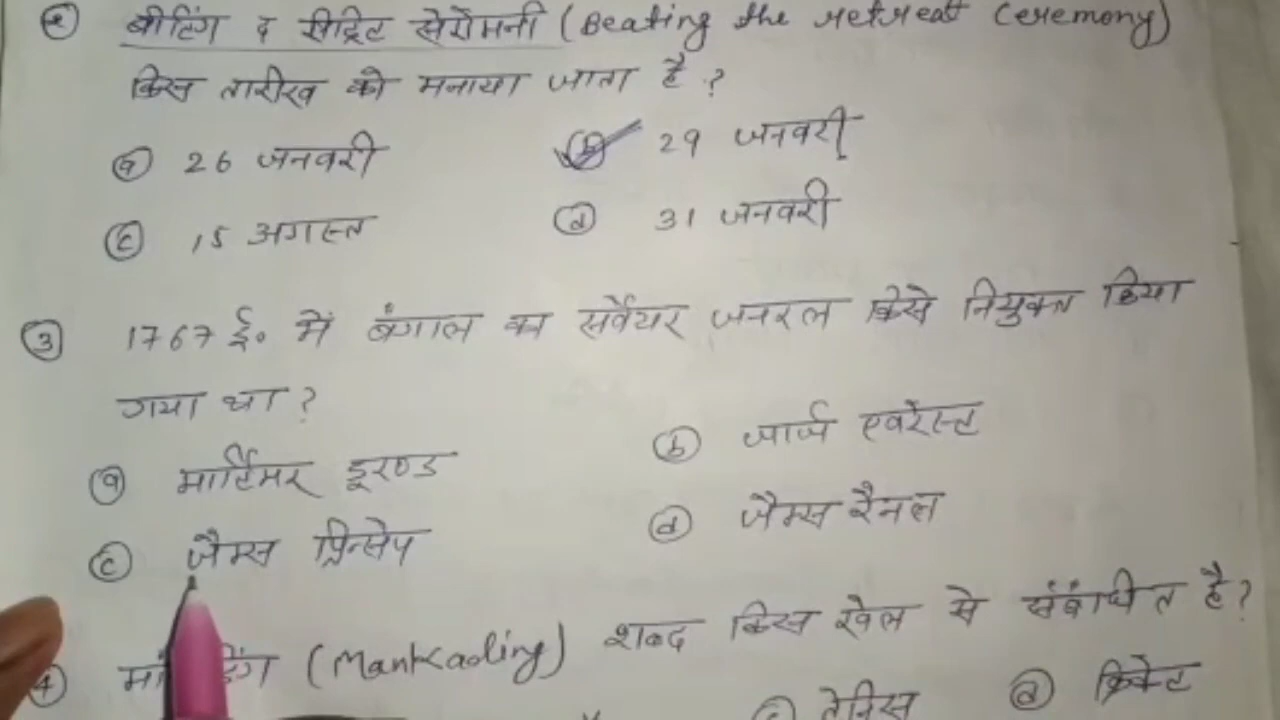 ② बीटिंग द रीट्रिट सेरेमनी (Beating the retreat Ceremony)
किस तारीख को मनाया जाता है ?
ⓐ 26 जनवरी ⓑ 29 जनवरी
ⓒ 15 अगस्त ⓓ 31 जनवरी
③ 1767 ई० में बंगाल का सर्वेयर जनरल किसे नियुक्त किया
गया था ?
ⓐ मार्टिमर डूरण्ड ⓑ जार्ज एवरेस्ट
ⓒ जैम्स प्रिन्सेप ⓓ जैम्स रैनल
④ (Mankading) शब्द किस खेल से संबंधित है ?
ⓒ टेनिस ⓓ क्रिकेट